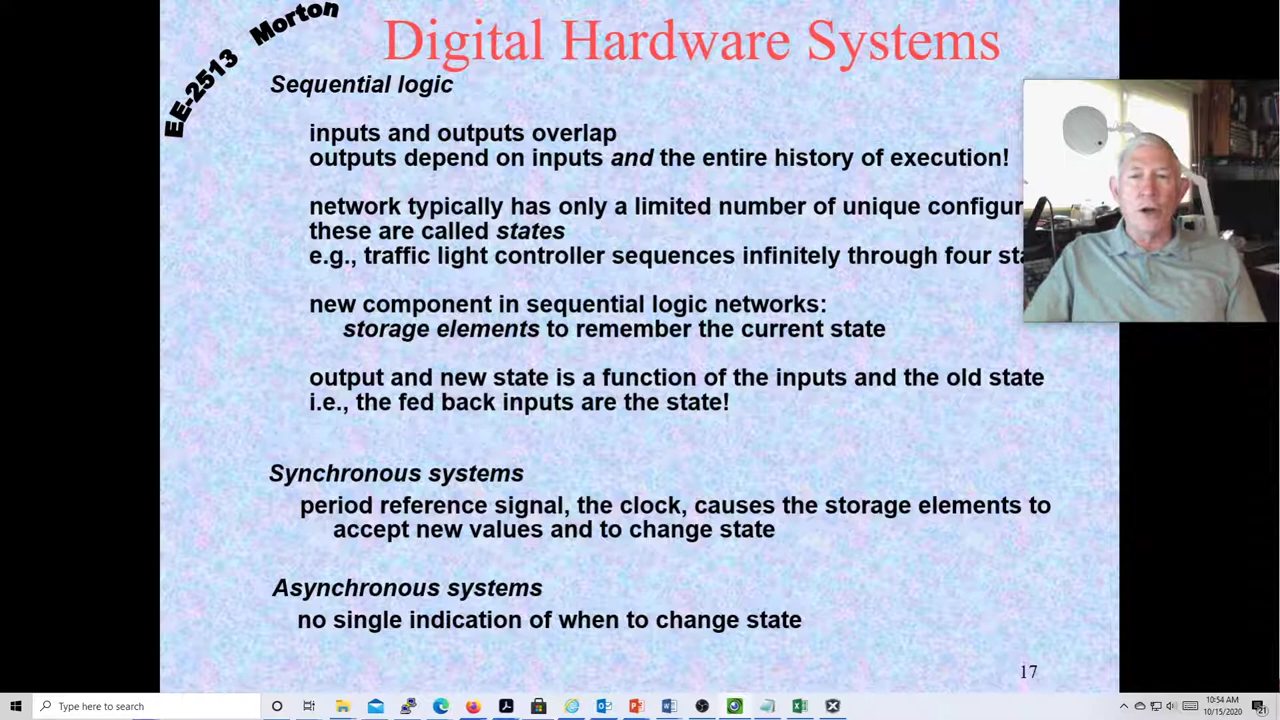 EE-2513 Morton
Digital Hardware Systems
Sequential logic
inputs and outputs overlap
outputs depend on inputs and the entire history of execution!
network typically has only a limited number of unique
these are called states
e.g., traffic light controller sequences infinitely through four
new component in sequential logic networks:
storage elements to remember the current state
output and new state is a function of the inputs and the old state
i.e., the fed back inputs are the state!
Synchronous systems
period reference signal, the clock, causes the storage elements to
accept new values and to change state
Asynchronous systems
no single indication of when to change state
17
Type here to search
10:54 AM
10/15/2020
21